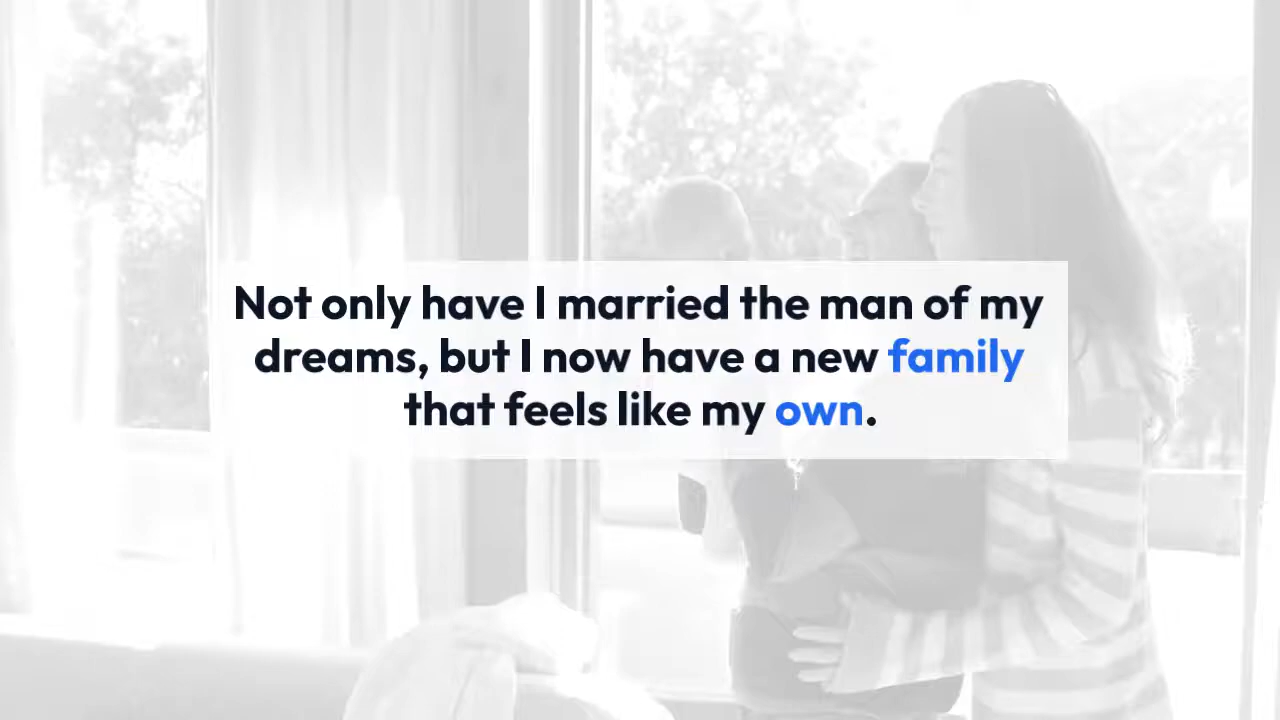 Not only have I married the man of my
dreams, but I now have a new family
that feels like my own.